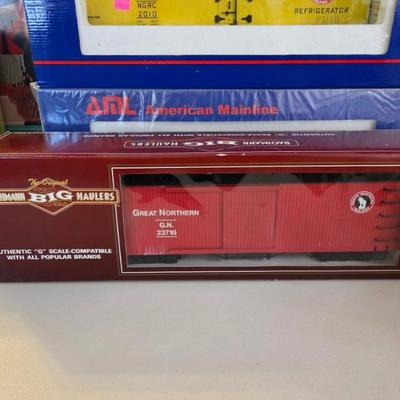 NGRC
2010
REFRIGERATOR
AML American Mainline
BACHMANN BIG HAULERS
The Original
BIG
HAULERS
GREAT NORTHERN
G.N.
23710
AUTHENTIC "G" SCALE-COMPATIBLE
WITH ALL POPULAR BRANDS